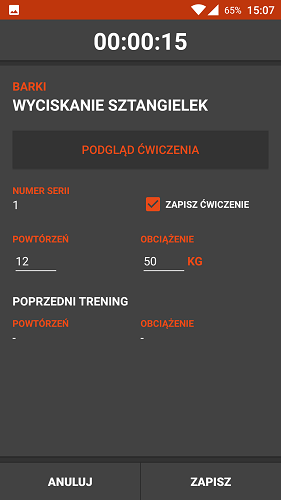 65% 15:07
00:00:15
BARKI
WYCISKANIE SZTANGIELEK
PODGLĄD ĆWICZENIA
NUMER SERII
1
ZAPISZ ĆWICZENIE
POWTÓRZEŃ OBCIĄŻENIE
12 50 KG
POPRZEDNI TRENING
POWTÓRZEŃ OBCIĄŻENIE
- -
ANULUJ ZAPISZ